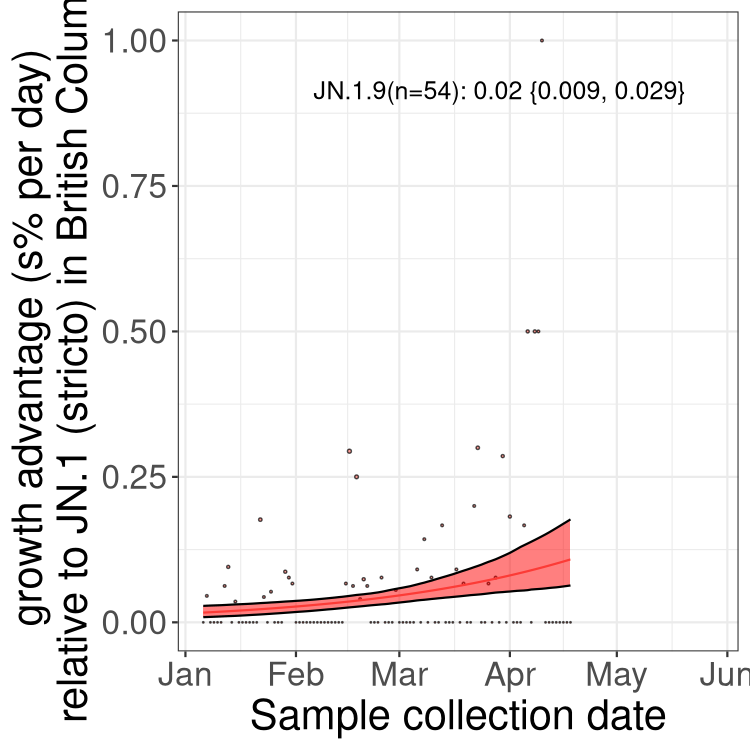 growth advantage (s% per day)
relative to JN.1 (stricto) in British Colum
1.00
0.75
0.50
0.25
0.00
JN.1.9(n=54): 0.02 {0.009, 0.029}
Jan Feb Mar Apr May Jun
Sample collection date